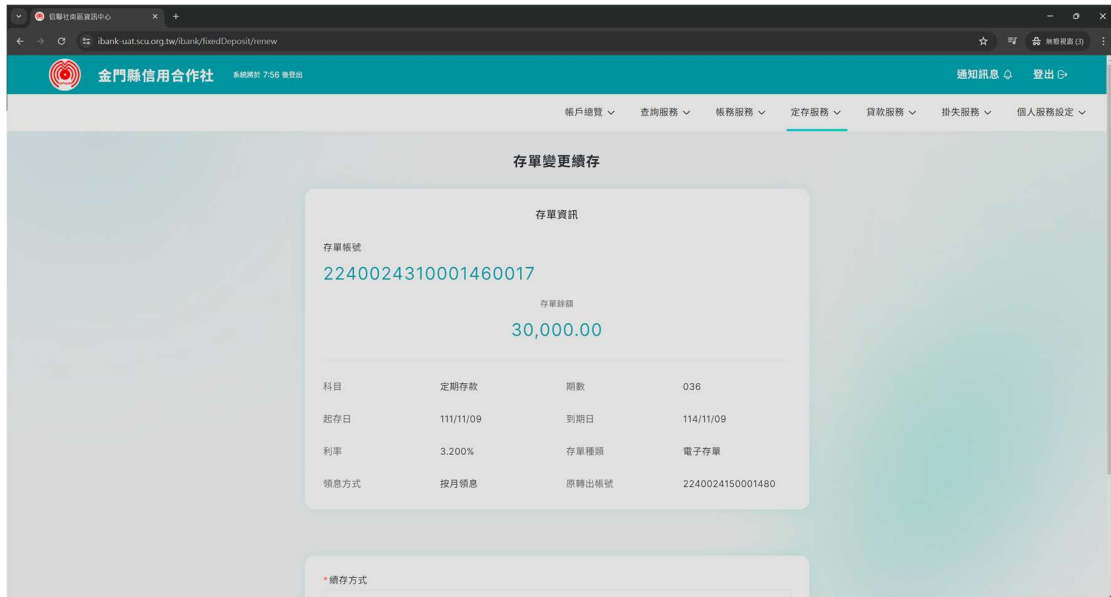 信聯社南區資訊中心
ibank-uat.scu.org.tw/ibank/fixedDeposit/renew
無痕視窗 (3)
金門縣信用合作社 系統將於 7:56 後登出
通知訊息 登出
帳戶總覽 查詢服務 帳務服務 定存服務 貸款服務 掛失服務 個人服務設定
存單變更續存
存單資訊
存單帳號
2240024310001460017
存單餘額
30,000.00
科目 定期存款 期數 036
起存日 111/11/09 到期日 114/11/09
利率 3.200% 存單種類 電子存單
領息方式 按月領息 原轉出帳號 2240024150001480
*續存方式